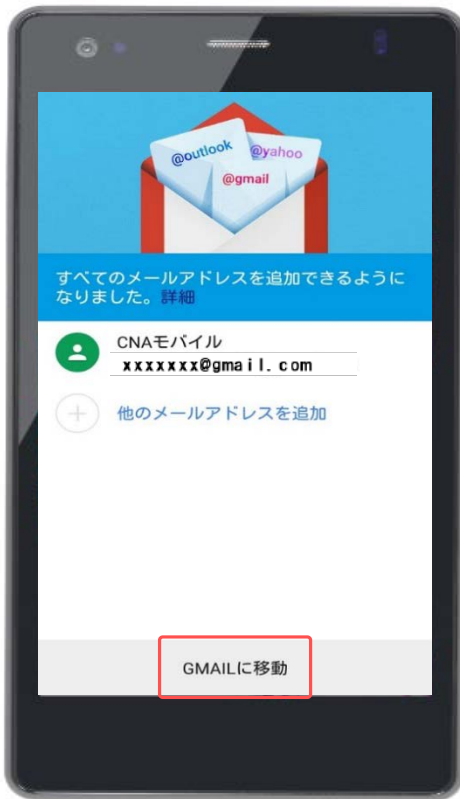 @outlook
@yahoo
@gmail
すべてのメールアドレスを追加できるように
なりました。詳細
CNAモバイル
xxxxxxx@gmail.com
他のメールアドレスを追加
GMAILに移動